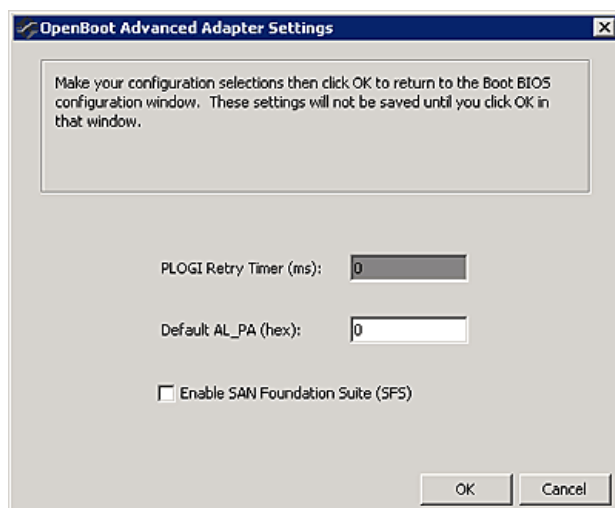 OpenBoot Advanced Adapter Settings
Make your configuration selections then click OK to return to the Boot BIOS
configuration window. These settings will not be saved until you click OK in
that window.
PLOGI Retry Timer (ms): 0
Default AL_PA (hex): 0
Enable SAN Foundation Suite (SFS)
OK Cancel